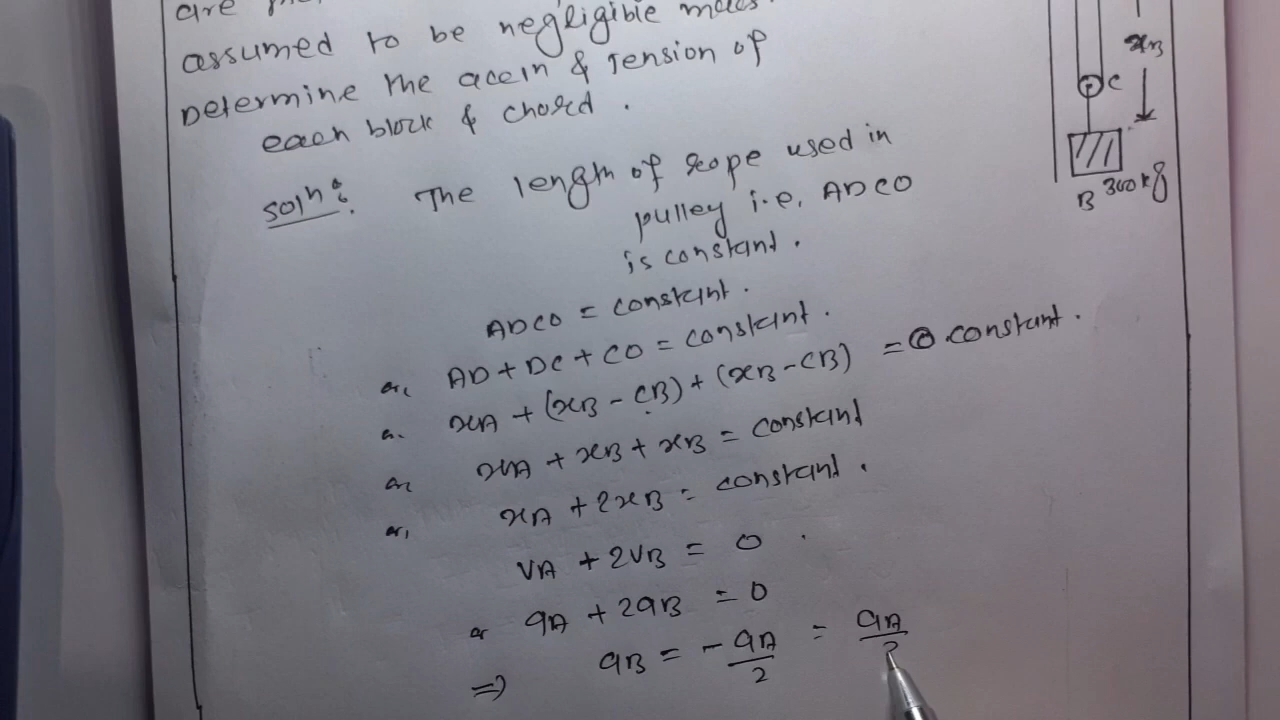 are
assumed to be negligible mass.
Determine the accln & Tension of
each block & chord.
soln: The length of rope used in
pulley i.e, ADCO
is constant.
ADCO = constant.
or, AD + DC + CO = constant.
or, xA + (xB - CB) + (xB - CB) = constant.
or, xA + xB + xB = constant
or, xA + 2xB = constant.
VA + 2VB = 0.
or aA + 2aB = 0
⇒ aB = - aA/2 = aA/2
xB
C
B 300kg